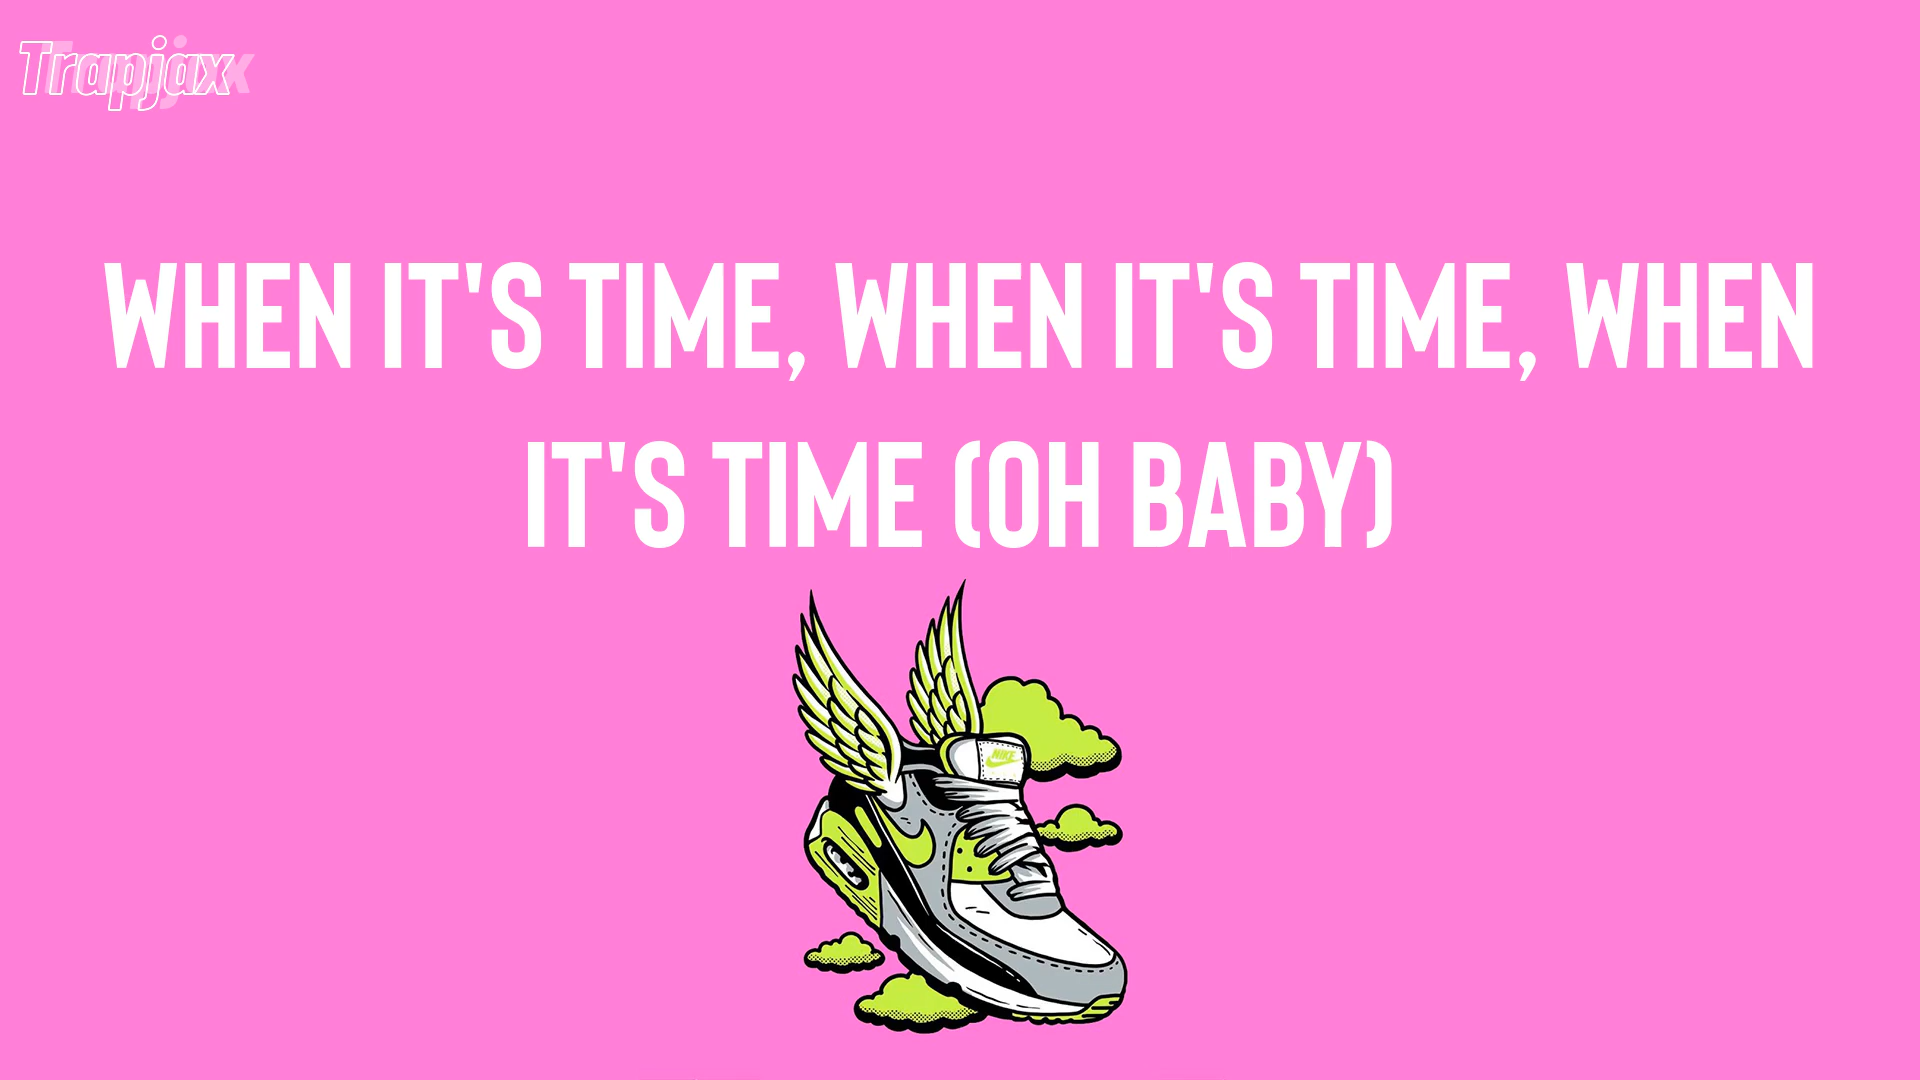 Trapjax
WHEN IT'S TIME, WHEN IT'S TIME, WHEN
IT'S TIME (OH BABY)
NIKE